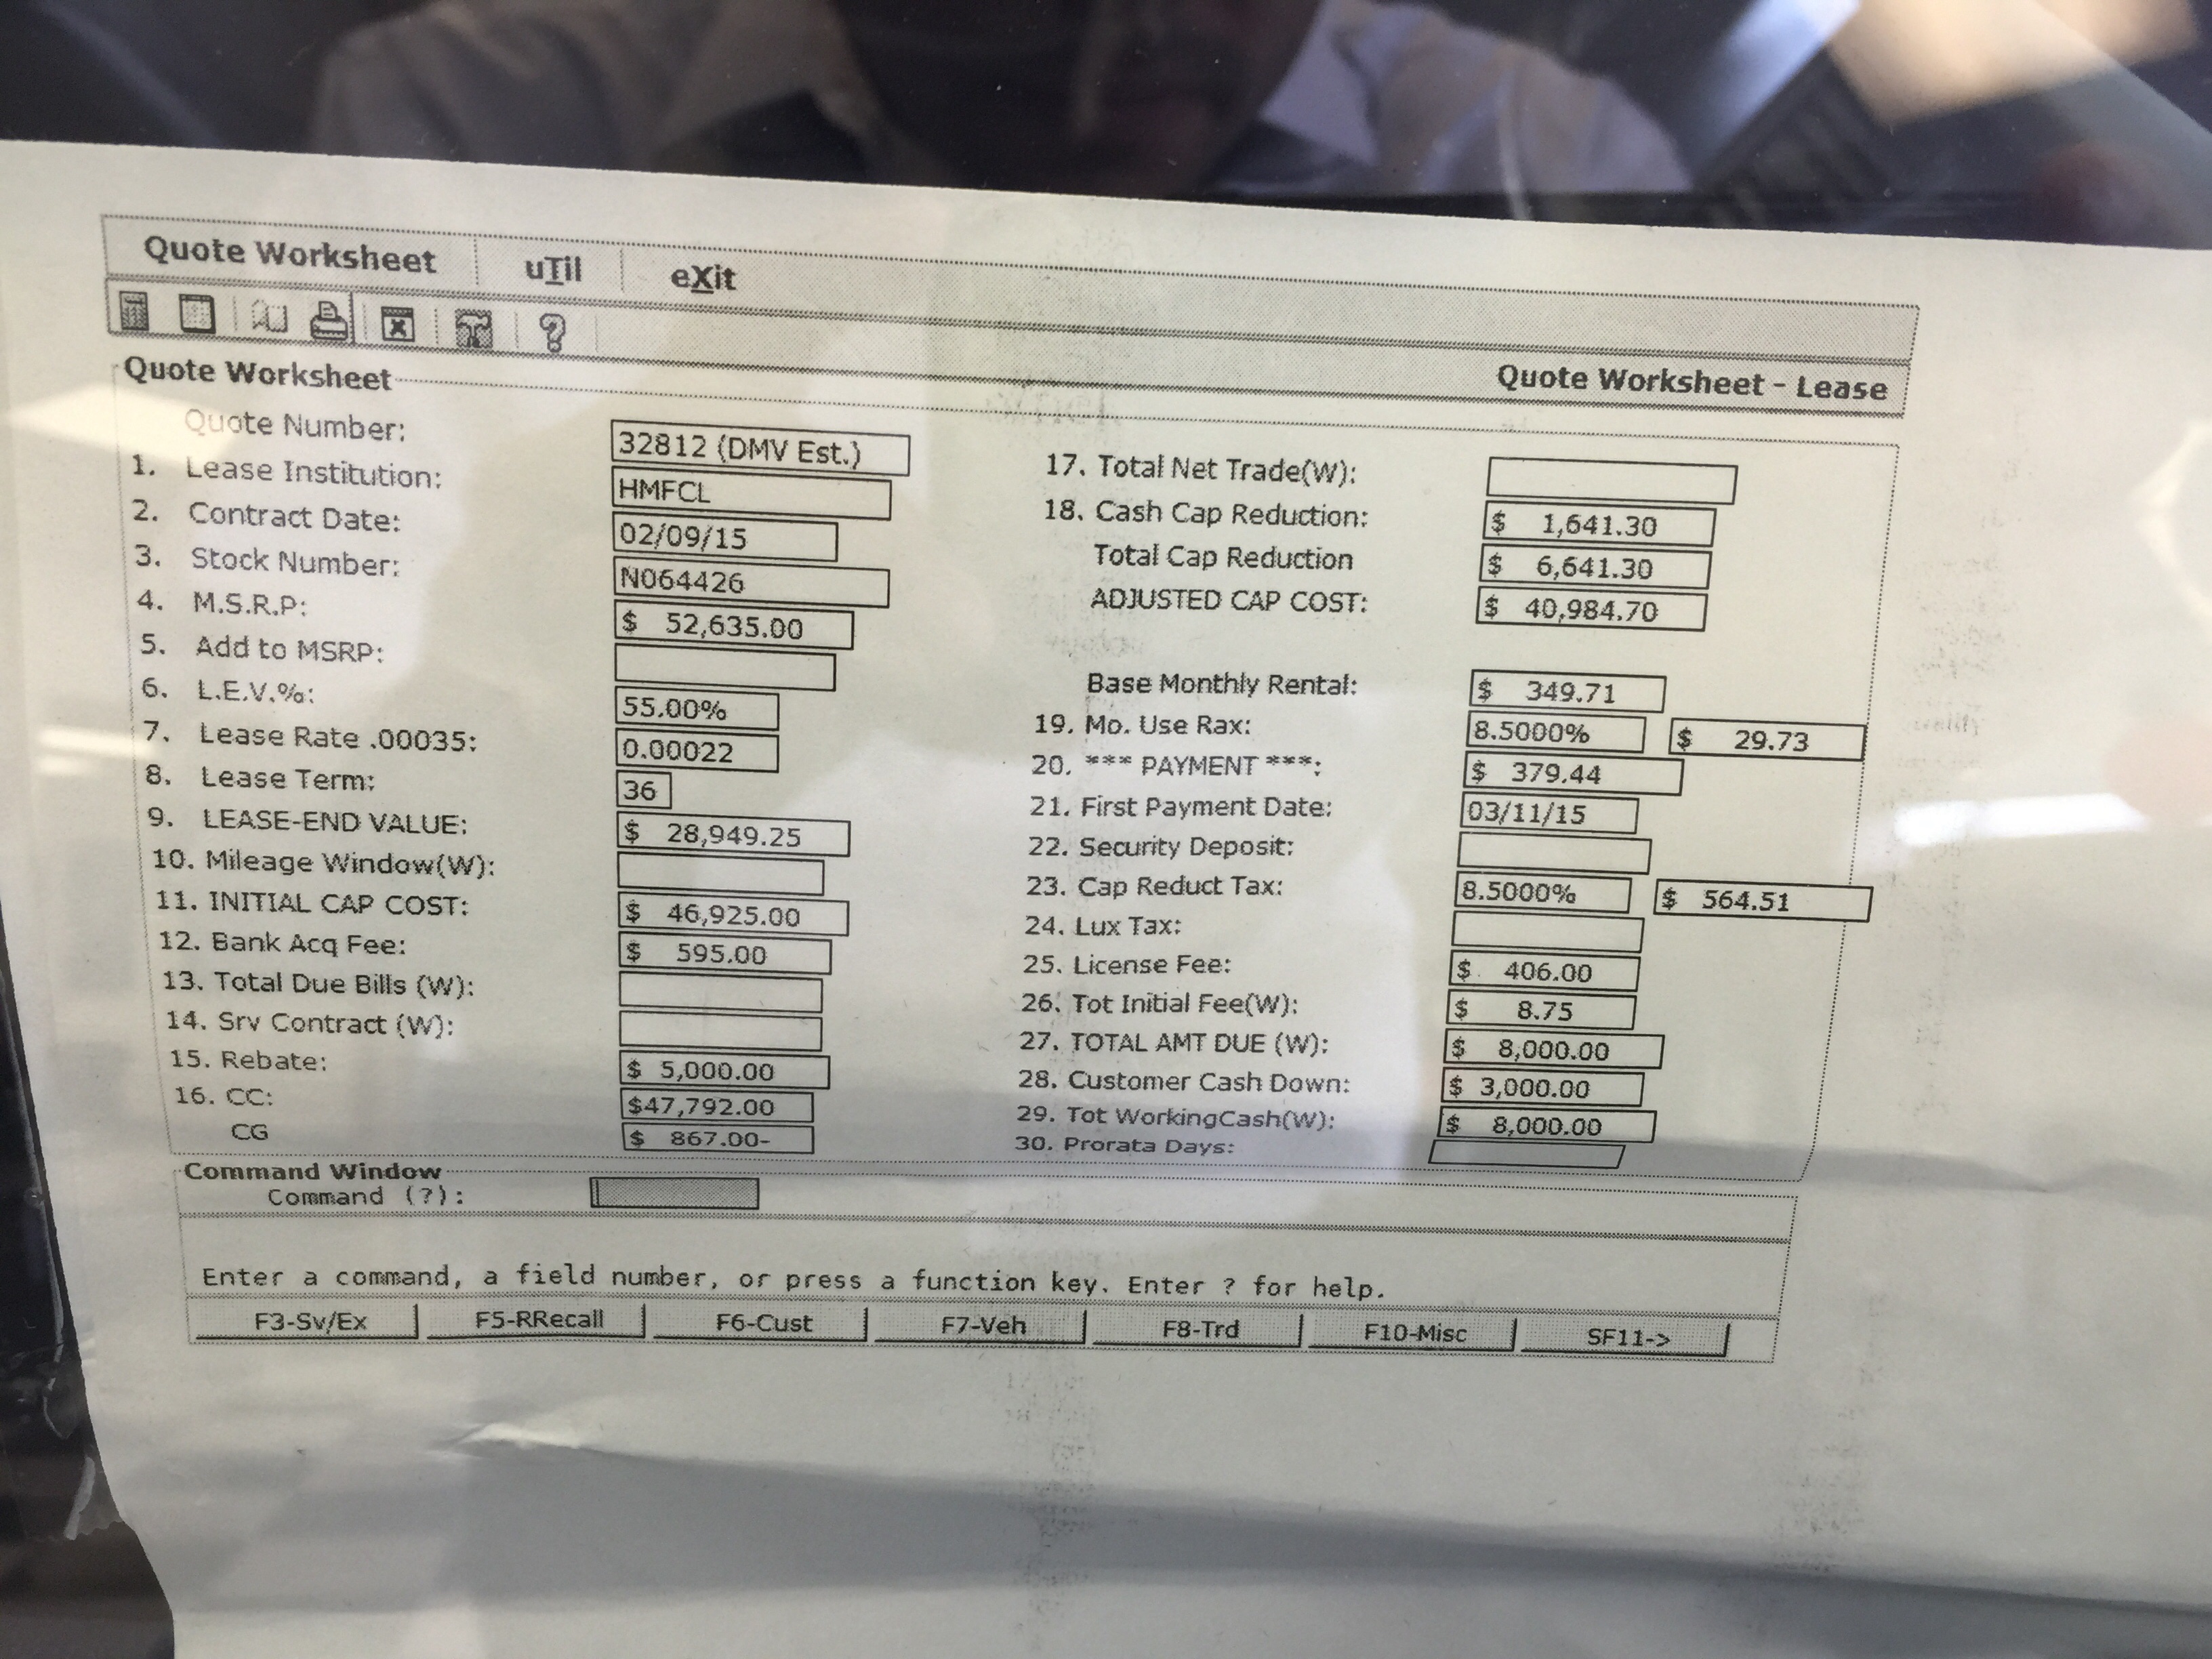 Quote Worksheet uTil eXit
Quote Worksheet Quote Worksheet - Lease
Quote Number: 32812 (DMV Est.)
1. Lease Institution: HMFCL
2. Contract Date: 02/09/15
3. Stock Number: N064426
4. M.S.R.P: $ 52,635.00
5. Add to MSRP:
6. L.E.V.%: 55.00%
7. Lease Rate .00035: 0.00022
8. Lease Term: 36
9. LEASE-END VALUE: $ 28,949.25
10. Mileage Window(W):
11. INITIAL CAP COST: $ 46,925.00
12. Bank Acq Fee: $ 595.00
13. Total Due Bills (W):
14. Srv Contract (W):
15. Rebate: $ 5,000.00
16. CC: $47,792.00
CG $ 867.00-
17. Total Net Trade(W):
18. Cash Cap Reduction: $ 1,641.30
Total Cap Reduction $ 6,641.30
ADJUSTED CAP COST: $ 40,984.70
Base Monthly Rental: $ 349.71
19. Mo. Use Rax: 8.5000% $ 29.73
20. *** PAYMENT ***: $ 379.44
21. First Payment Date: 03/11/15
22. Security Deposit:
23. Cap Reduct Tax: 8.5000% $ 564.51
24. Lux Tax:
25. License Fee: $ 406.00
26. Tot Initial Fee(W): $ 8.75
27. TOTAL AMT DUE (W): $ 8,000.00
28. Customer Cash Down: $ 3,000.00
29. Tot WorkingCash(W): $ 8,000.00
30. Prorata Days:
Command Window
Command (?):
Enter a command, a field number, or press a function key. Enter ? for help.
F3-Sv/Ex F5-RRecall F6-Cust F7-Veh F8-Trd F10-Misc SF11->